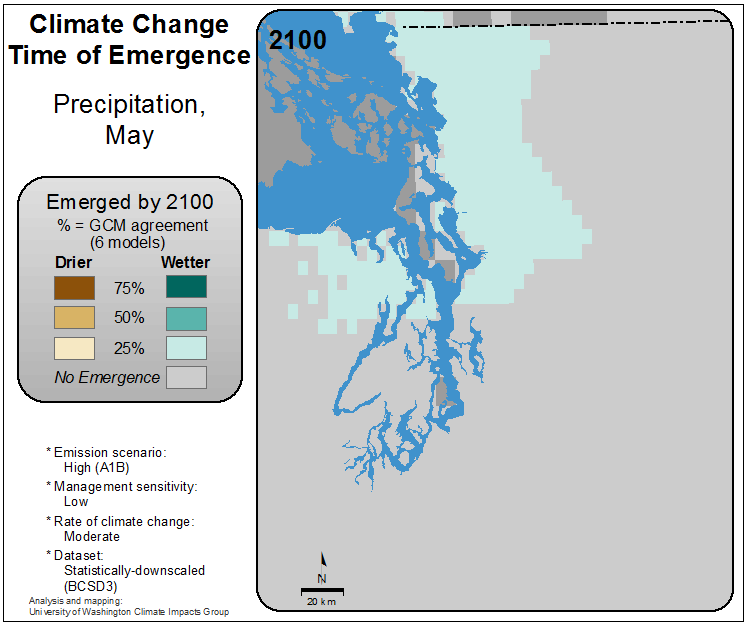 Climate Change
Time of Emergence
Precipitation,
May
Emerged by 2100
% = GCM agreement
(6 models)
Drier Wetter
75%
50%
25%
No Emergence
* Emission scenario:
High (A1B)
* Management sensitivity:
Low
* Rate of climate change:
Moderate
* Dataset:
Statistically-downscaled
(BCSD3)
Analysis and mapping:
University of Washington Climate Impacts Group
2100
N
20 km